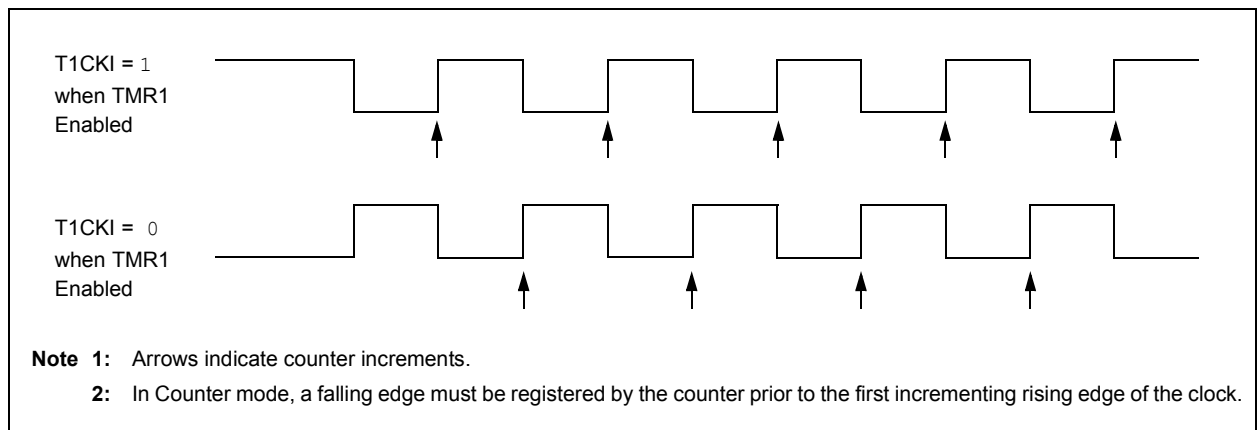 T1CKI = 1
when TMR1
Enabled
T1CKI = 0
when TMR1
Enabled
Note 1: Arrows indicate counter increments.
2: In Counter mode, a falling edge must be registered by the counter prior to the first incrementing rising edge of the clock.